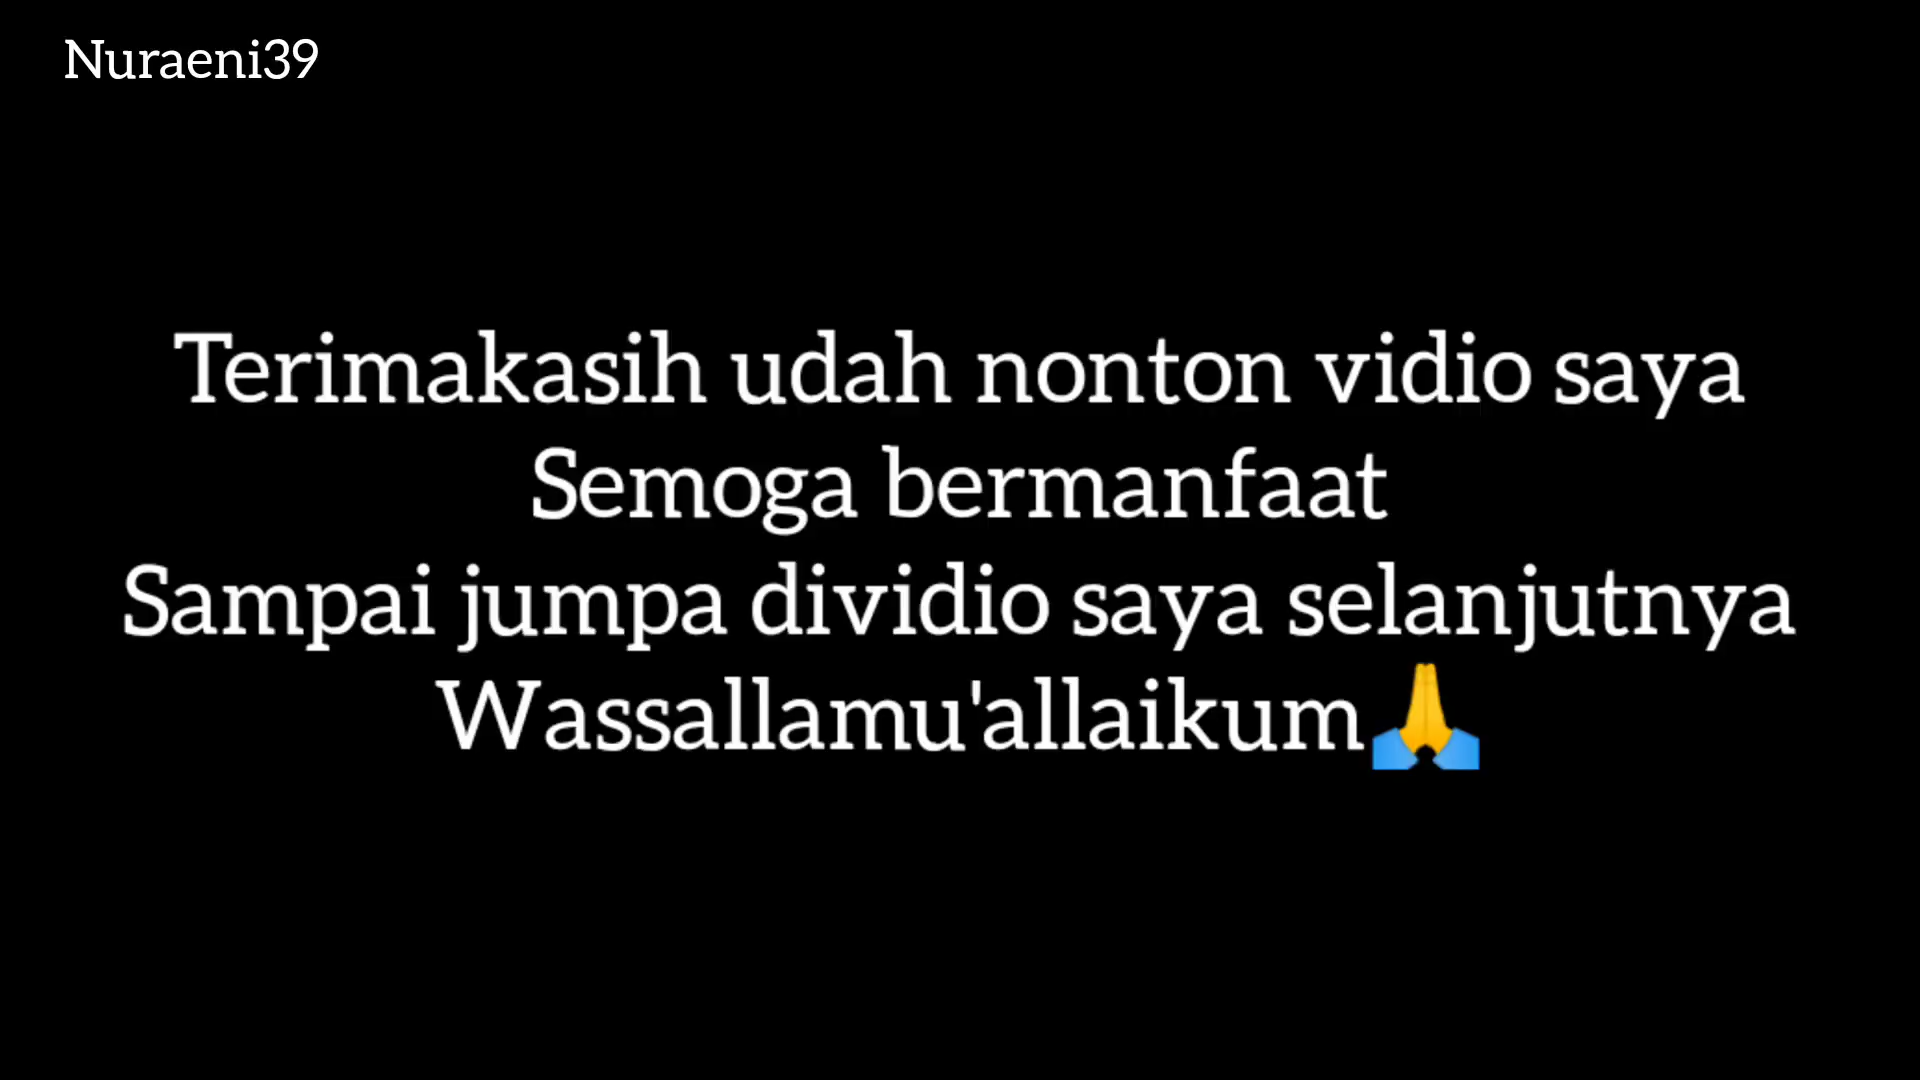 Nuraeni39
Terimakasih udah nonton vidio saya
Semoga bermanfaat
Sampai jumpa dividio saya selanjutnya
Wassallamu'allaikum🙏